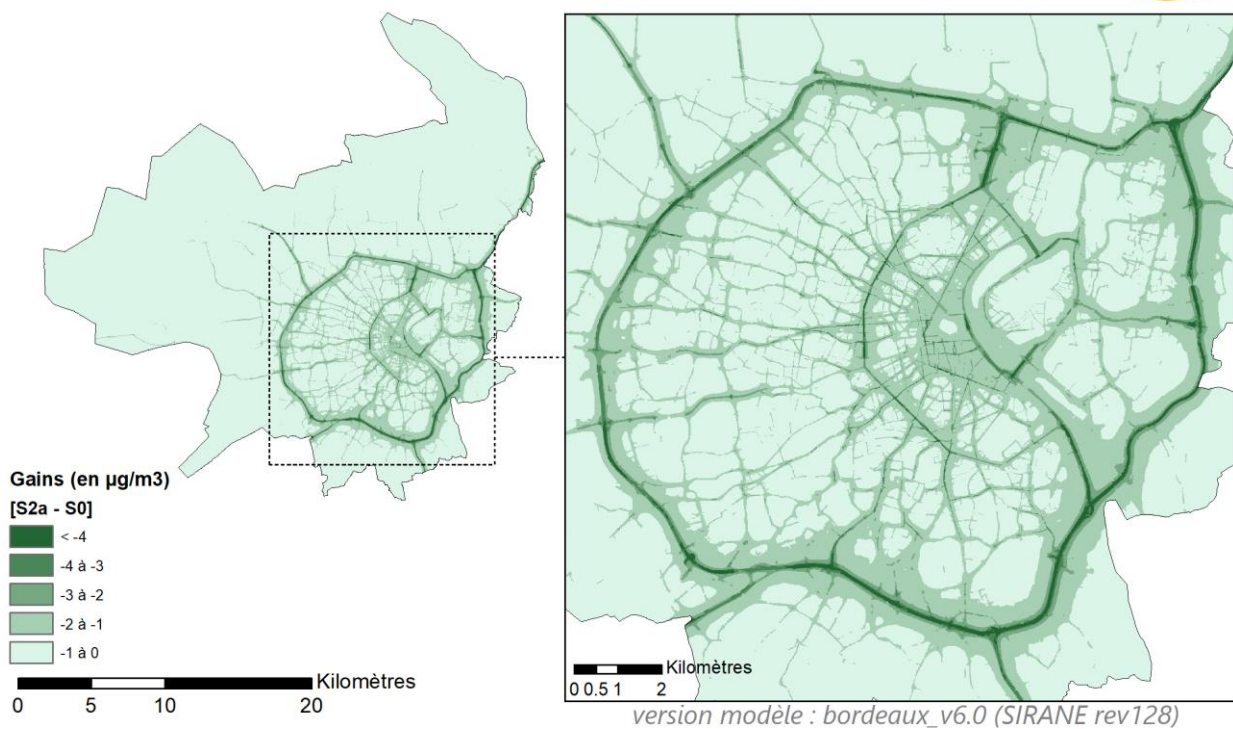 Gains (en µg/m3)
[S2a - S0]
< -4
-4 à -3
-3 à -2
-2 à -1
-1 à 0
Kilomètres
0 5 10 20
Kilomètres
0 0.5 1 2
version modèle : bordeaux_v6.0 (SIRANE rev128)